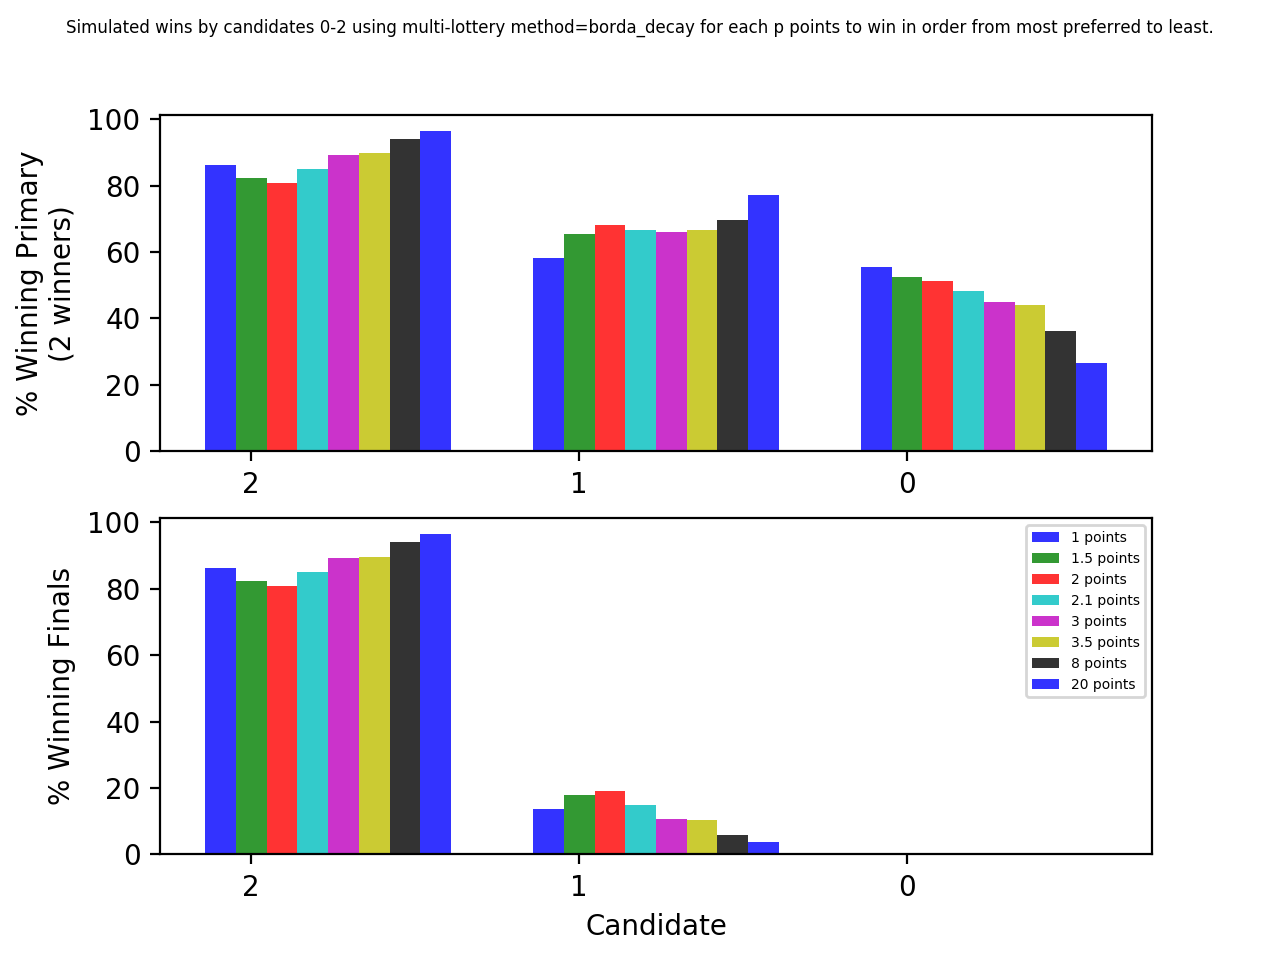 Simulated wins by candidates 0-2 using multi-lottery method=borda_decay for each p points to win in order from most preferred to least.
% Winning Primary
(2 winners)
100
80
60
40
20
0
2
1
0
% Winning Finals
100
80
60
40
20
0
1 points
1.5 points
2 points
2.1 points
3 points
3.5 points
8 points
20 points
2
1
0
Candidate